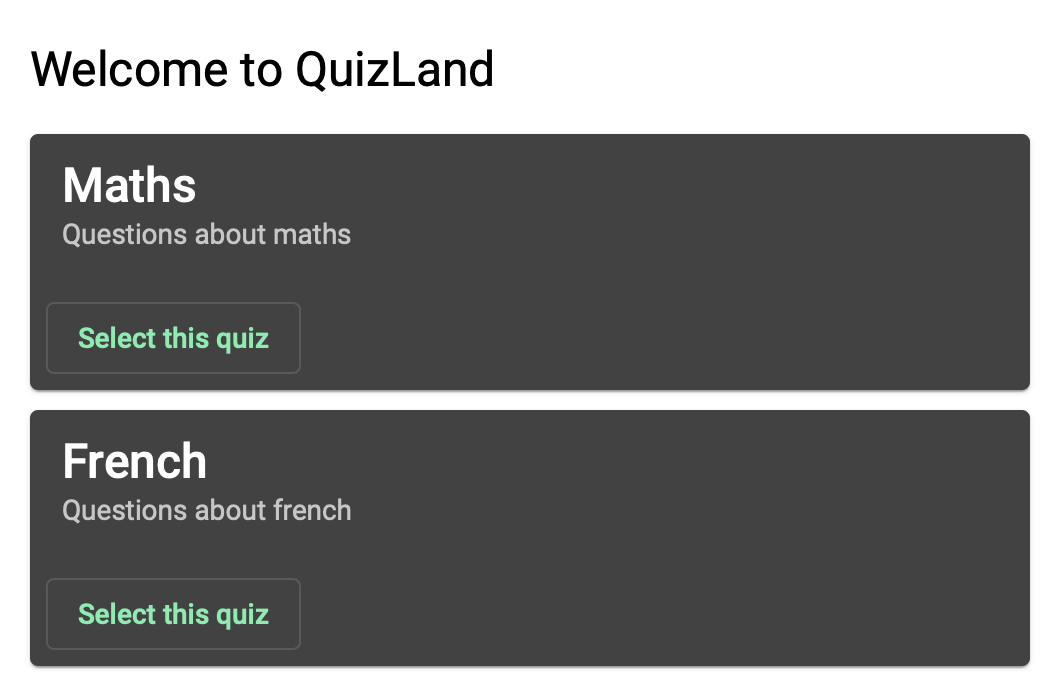 Welcome to QuizLand
Maths
Questions about maths
Select this quiz
French
Questions about french
Select this quiz